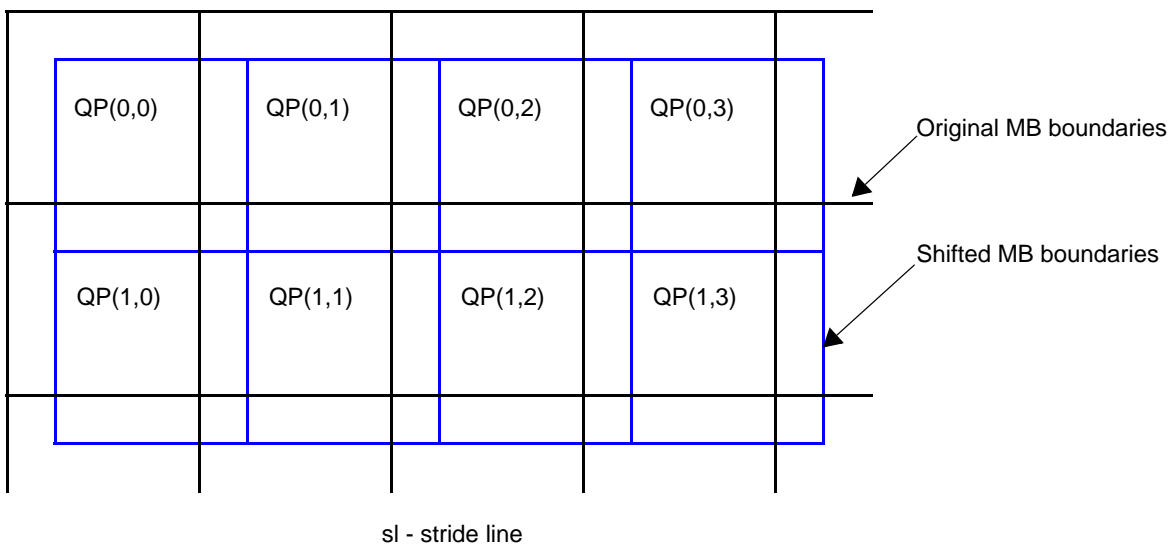 QP(0,0) QP(0,1) QP(0,2) QP(0,3)
Original MB boundaries
Shifted MB boundaries
QP(1,0) QP(1,1) QP(1,2) QP(1,3)
sl - stride line